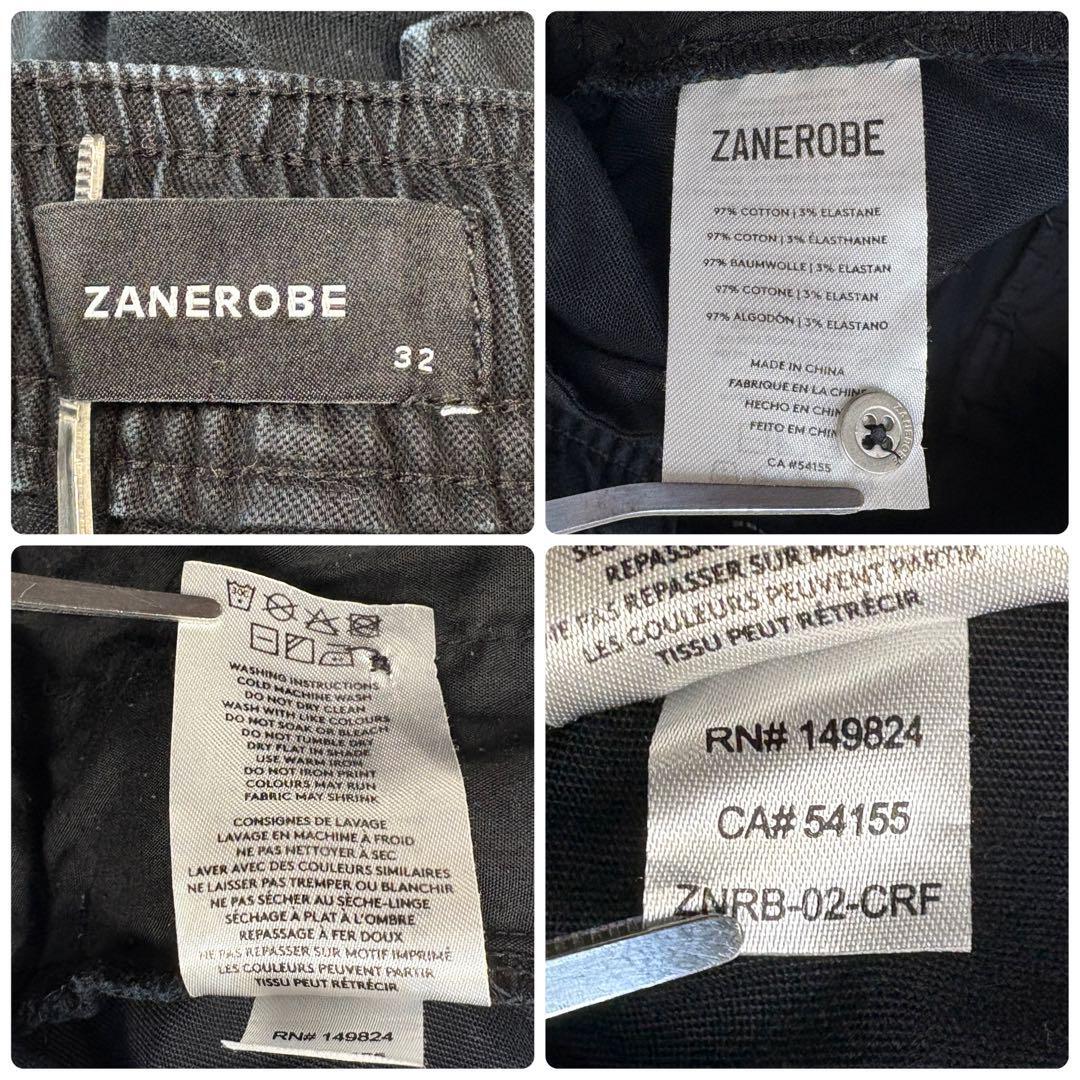 ZANEROBE
32
ZANEROBE
97% COTTON | 3% ELASTANE
97% COTON | 3% ÉLASTHANNE
97% BAUMWOLLE | 3% ELASTAN
97% COTONE | 3% ELASTAN
97% ALGODÓN | 3% ELASTANO
MADE IN CHINA
FABRIQUE EN LA CHINE
HECHO EN CHIN
FEITO EM CHIN
CA #54155
WASHING INSTRUCTIONS
COLD MACHINE WASH
DO NOT DRY CLEAN
WASH WITH LIKE COLOURS
DO NOT SOAK OR BLEACH
DO NOT TUMBLE DRY
DRY FLAT IN SHADE
USE WARM IRON
DO NOT IRON PRINT
COLOURS MAY RUN
FABRIC MAY SHRINK
CONSIGNES DE LAVAGE
LAVAGE EN MACHINE À FROID
NE PAS NETTOYER À SEC
LAVER AVEC DES COULEURS SIMILAIRES
NE LAISSER PAS TREMPER OU BLANCHIR
NE PAS SÉCHER AU SÈCHE-LINGE
SÉCHAGE A PLAT À L'OMBRE
REPASSAGE À FER DOUX
NE PAS REPASSER SUR MOTIF IMPRIMÉ
LES COULEURS PEUVENT PARTIR
TISSU PEUT RÉTRÉCIR
RN# 149824
REPASSA
NE PAS REPASSER SUR MOTIF
LES COULEURS PEUVENT PARTIR
TISSU PEUT RÉTRÉCIR
RN# 149824
CA# 54155
ZNRB-02-CRF